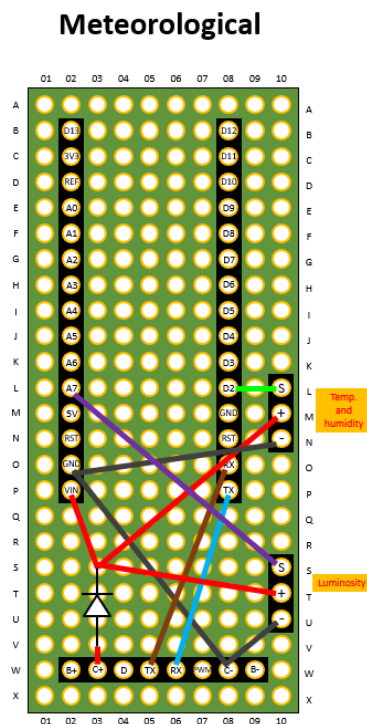 Meteorological
01 02 03 04 05 06 07 08 09 10
A A
B D13 D12 B
C 3V3 D11 C
D REF D10 D
E A0 D9 E
F A1 D8 F
G A2 D7 G
H A3 D6 H
I A4 D5 I
J A5 D4 J
K A6 D3 K
L A7 D2 S L
M 5V GND + M
N RST RST - N
Temp.
and
humidity
O GND RX O
P VIN TX P
Q Q
R R
S S S
T + T
U - U
Luminosity
V V
W B+ C+ D TX RX PWM C- B- W
X X
01 02 03 04 05 06 07 08 09 10